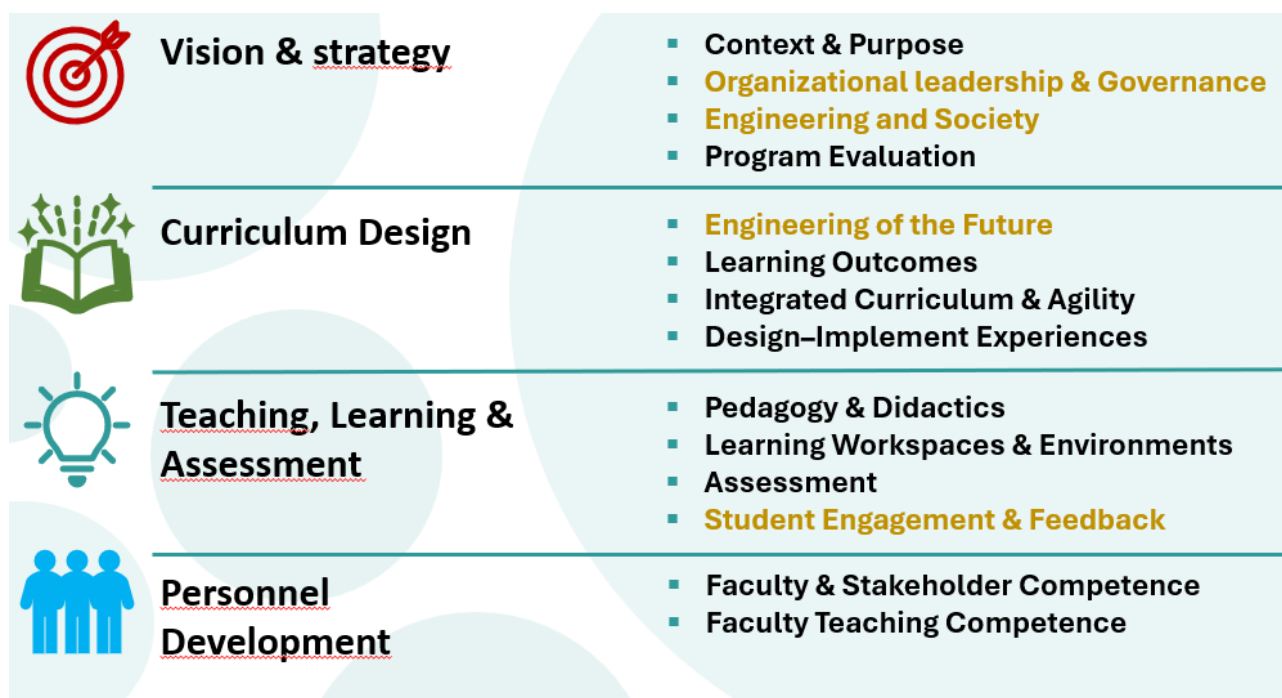 Vision & strategy
▪ Context & Purpose
▪ Organizational leadership & Governance
▪ Engineering and Society
▪ Program Evaluation
Curriculum Design
▪ Engineering of the Future
▪ Learning Outcomes
▪ Integrated Curriculum & Agility
▪ Design–Implement Experiences
Teaching, Learning &
Assessment
▪ Pedagogy & Didactics
▪ Learning Workspaces & Environments
▪ Assessment
▪ Student Engagement & Feedback
Personnel
Development
▪ Faculty & Stakeholder Competence
▪ Faculty Teaching Competence